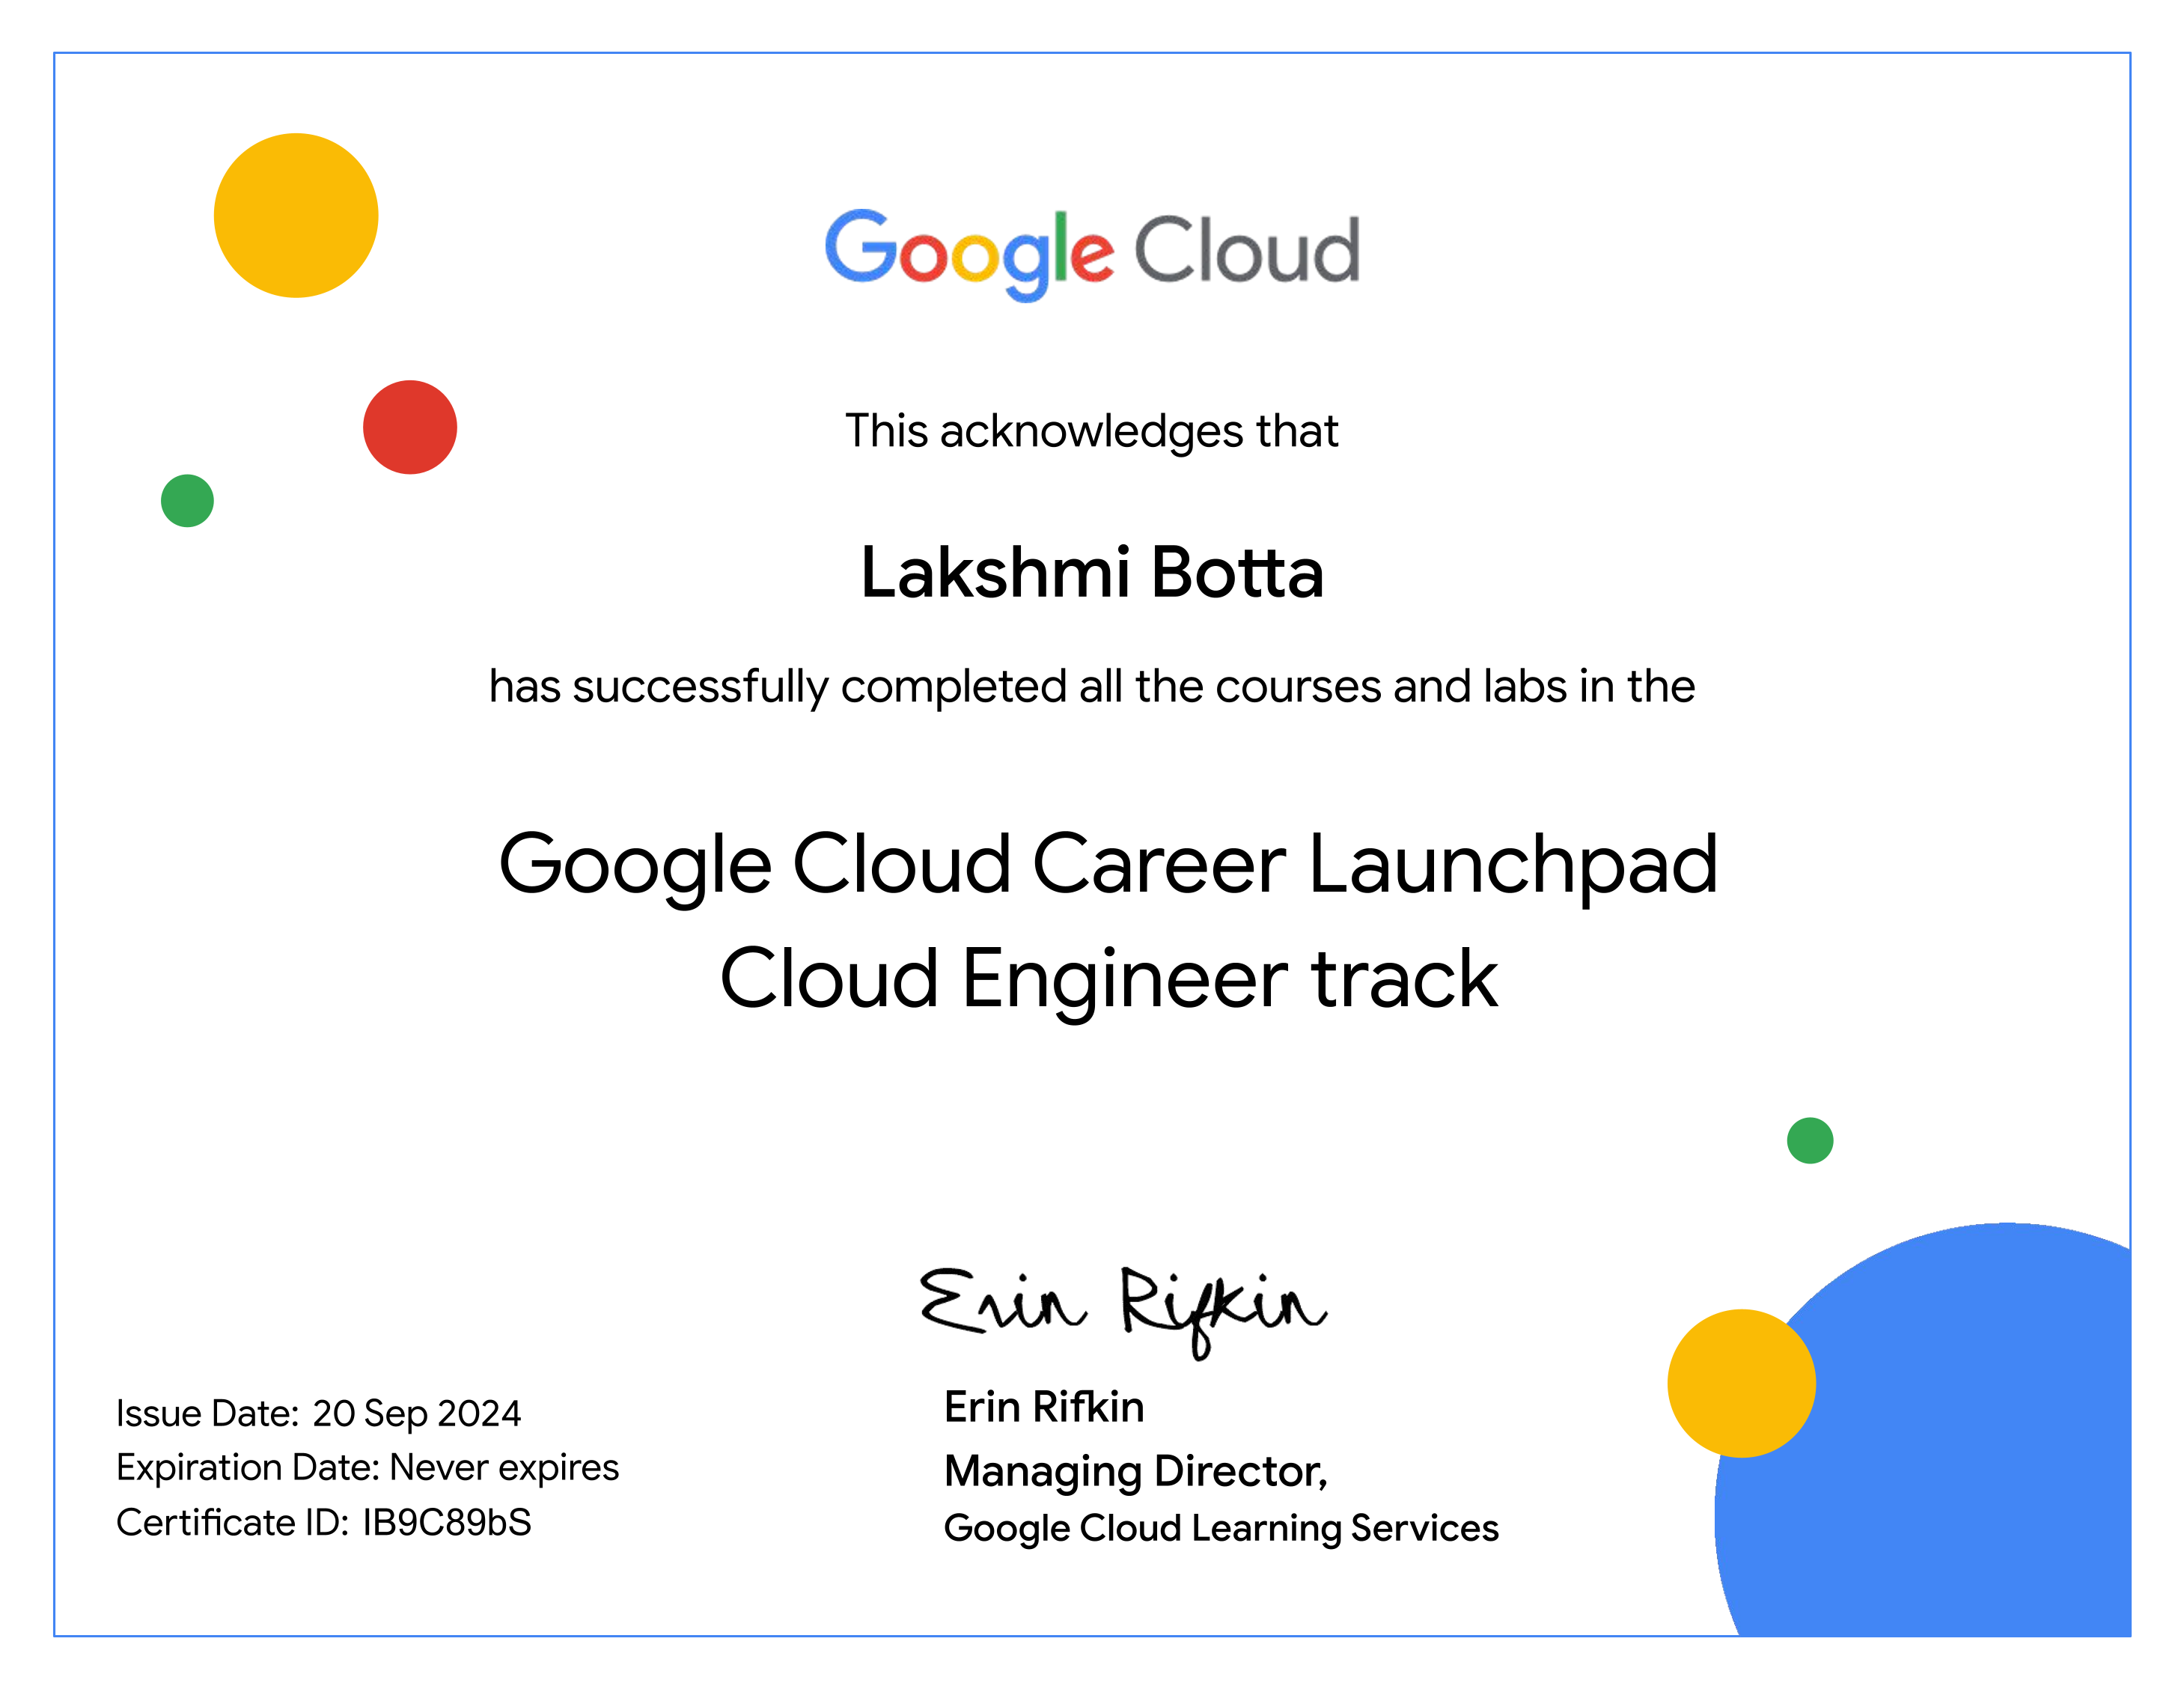 Google Cloud
This acknowledges that
Lakshmi Botta
has successfully completed all the courses and labs in the
Google Cloud Career Launchpad
Cloud Engineer track
Erin Rifkin
Erin Rifkin
Managing Director,
Google Cloud Learning Services
Issue Date: 20 Sep 2024
Expiration Date: Never expires
Certificate ID: IB9C89bS